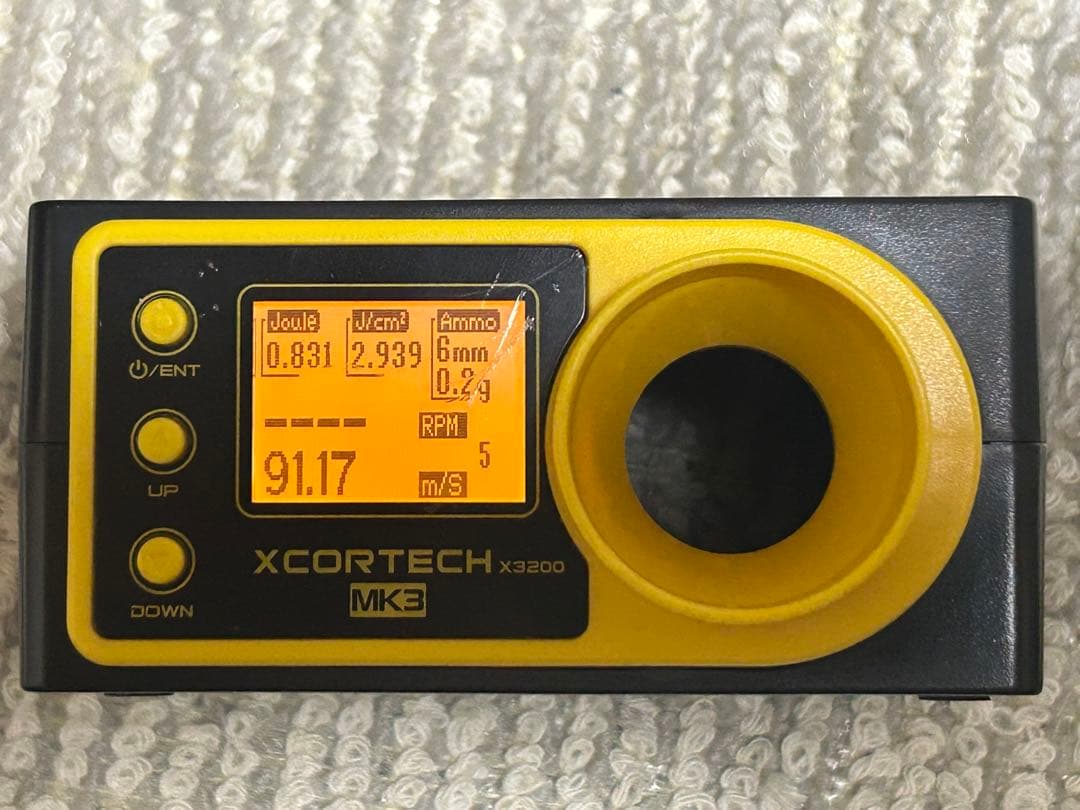 Joule J/cm² Ammo
0.831 2.939 6mm
0.2g
---- RPM
5
91.17 m/S
⏻/ENT
UP
DOWN
XCORTECH X3200
MK3